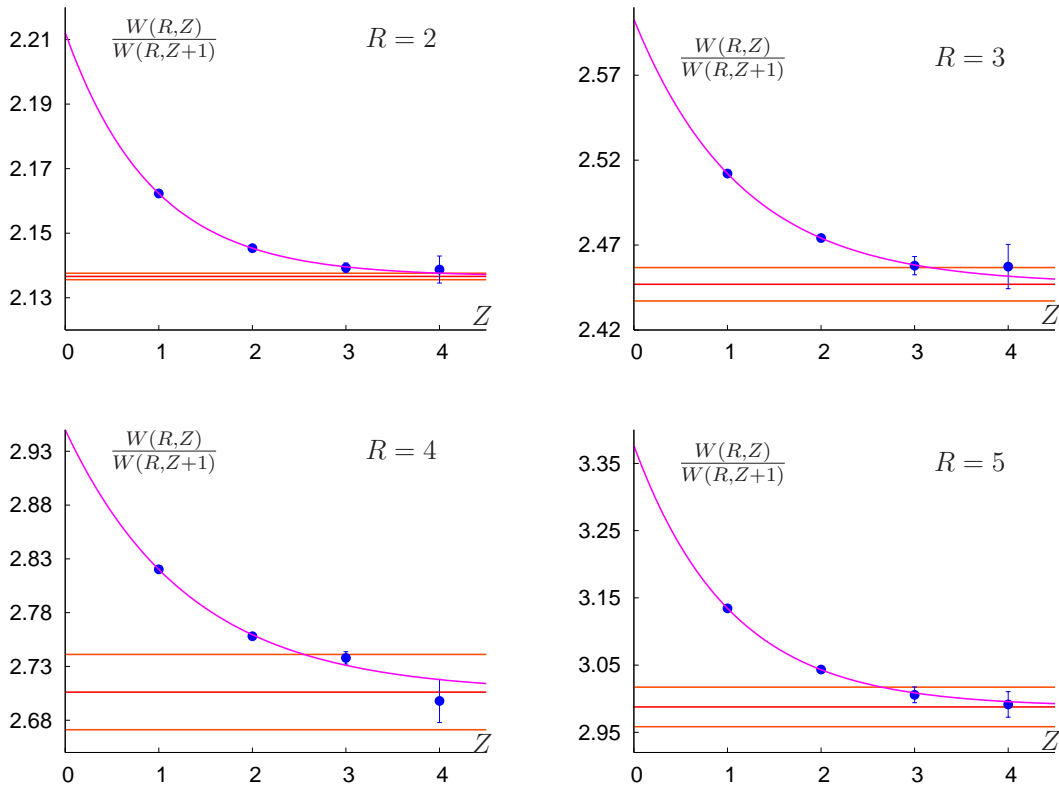 W(R,Z)
W(R,Z+1)
R = 2
2.21
2.19
2.17
2.15
2.13
Z
0 1 2 3 4
W(R,Z)
W(R,Z+1)
R = 3
2.57
2.52
2.47
2.42
Z
0 1 2 3 4
W(R,Z)
W(R,Z+1)
R = 4
2.93
2.88
2.83
2.78
2.73
2.68
Z
0 1 2 3 4
W(R,Z)
W(R,Z+1)
R = 5
3.35
3.25
3.15
3.05
2.95
Z
0 1 2 3 4